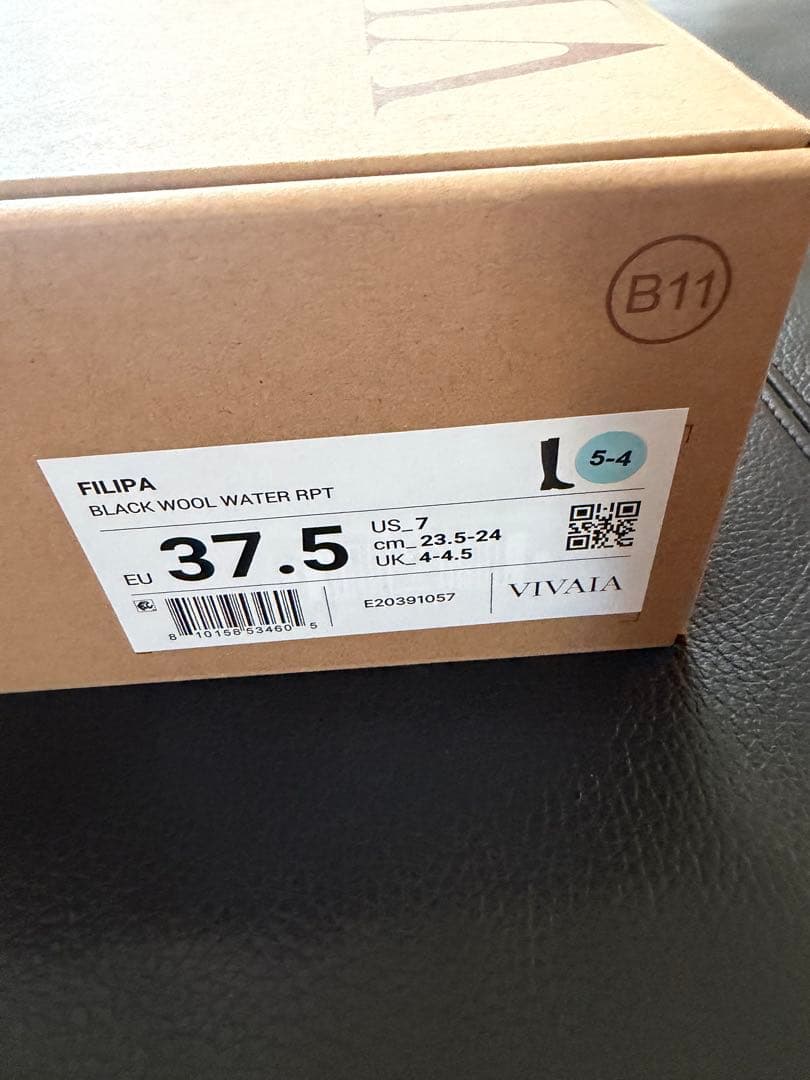 B11
FILIPA
BLACK WOOL WATER RPT
5-4
EU 37.5
US_7
cm_23.5-24
UK_4-4.5
8 10158 53460 5
E20391057
VIVAIA